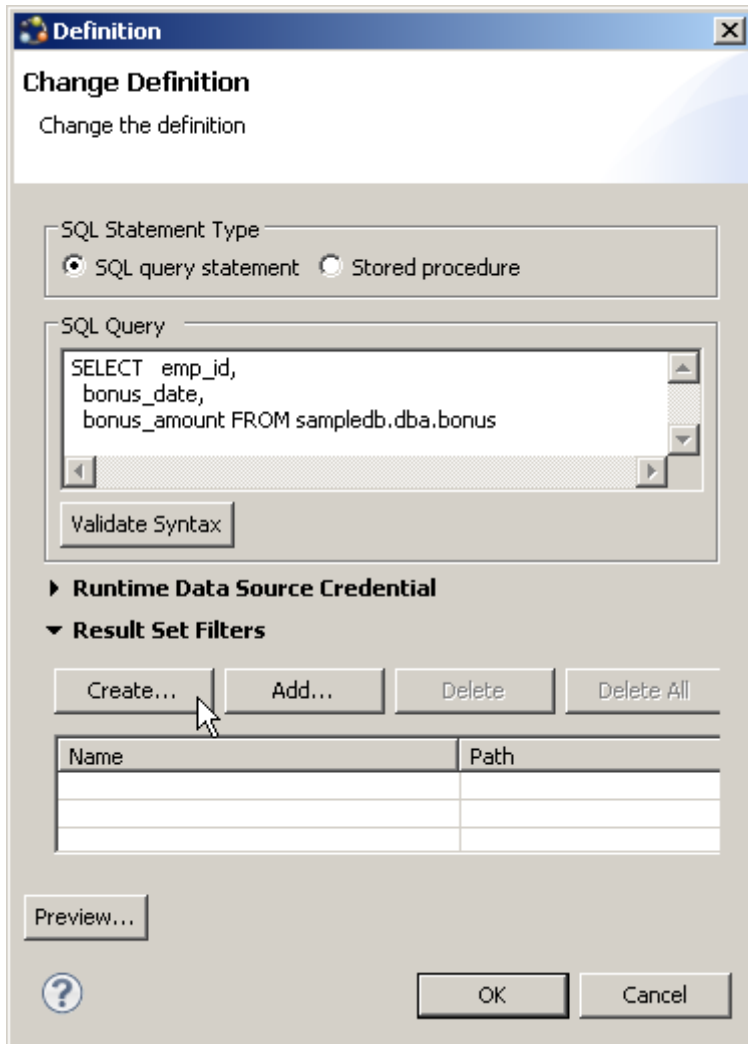 Definition
Change Definition
Change the definition
SQL Statement Type
SQL query statement Stored procedure
SQL Query
SELECT emp_id,
bonus_date,
bonus_amount FROM sampledb.dba.bonus
Validate Syntax
Runtime Data Source Credential
Result Set Filters
Create... Add... Delete Delete All
Name Path
Preview...
? OK Cancel